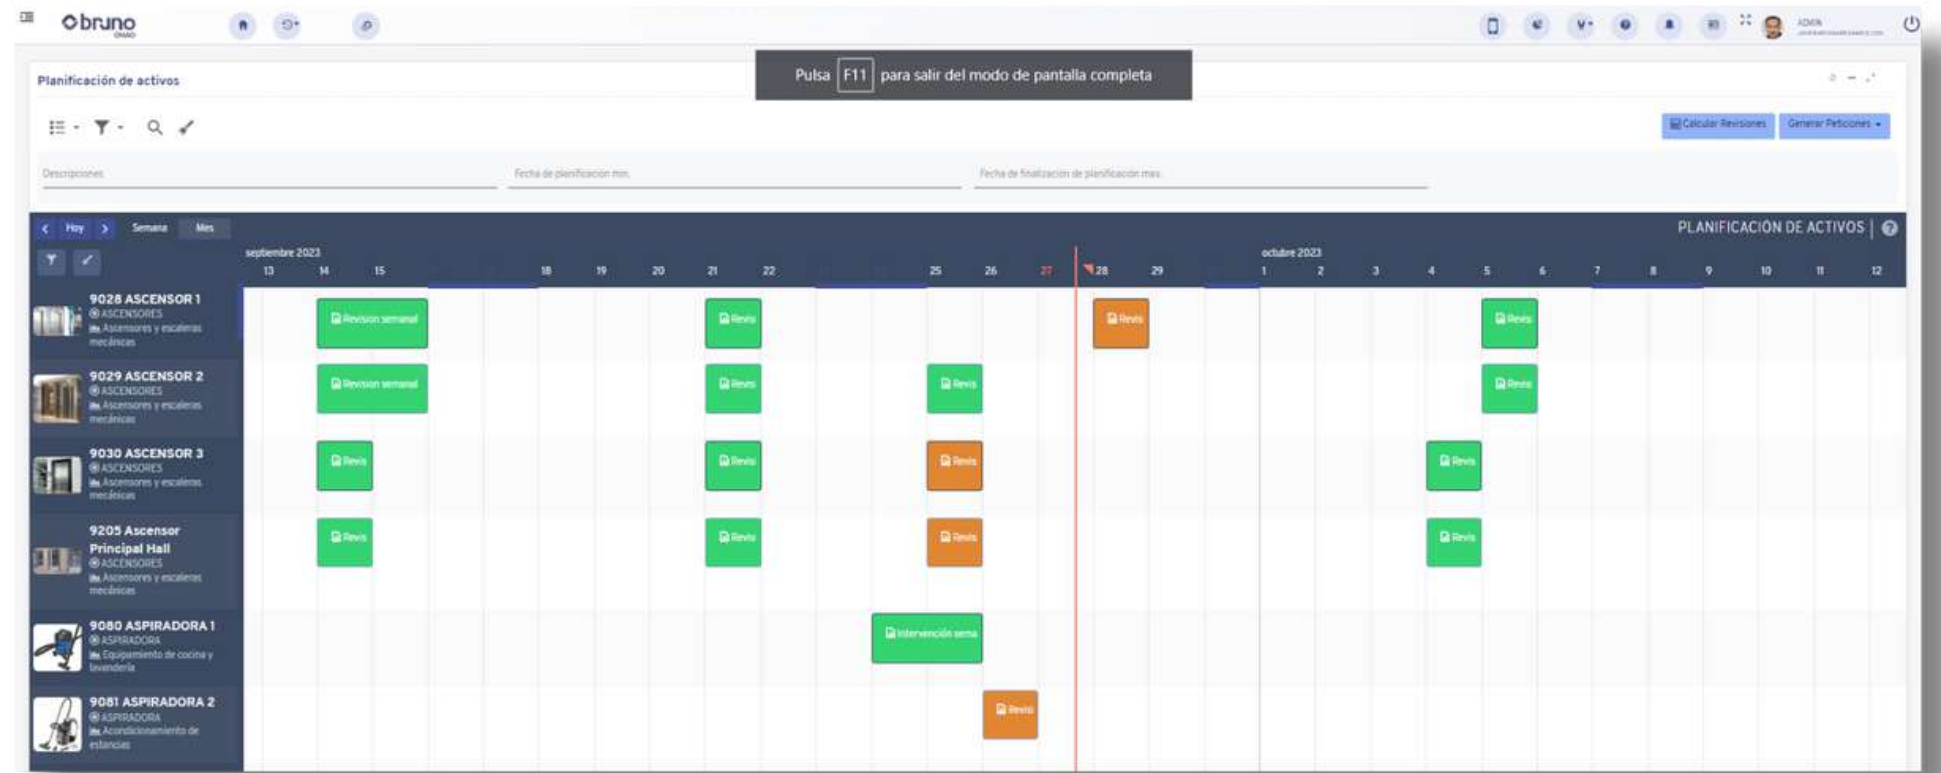 bruno
ADMIN
Pulsa F11 para salir del modo de pantalla completa
Planificación de activos
Calcular Revisiones
Generar Peticiones
Descripciones
Fecha de planificación min.
Fecha de finalización de planificación max.
Hoy
Semana
Mes
PLANIFICACIÓN DE ACTIVOS
septiembre 2023
octubre 2023
13 14 15 18 19 20 21 22 25 26 27 28 29 1 2 3 4 5 6 7 8 9 10 11 12
9028 ASCENSOR 1
ASCENSORES
Ascensores y escaleras
mecánicas
Revision semanal
Revis
Revis
Revis
9029 ASCENSOR 2
ASCENSORES
Ascensores y escaleras
mecánicas
Revision semanal
Revis
Revis
Revis
9030 ASCENSOR 3
ASCENSORES
Ascensores y escaleras
mecánicas
Revis
Revis
Revis
Revis
9205 Ascensor
Principal Hall
ASCENSORES
Ascensores y escaleras
mecánicas
Revis
Revis
Revis
Revis
9080 ASPIRADORA 1
ASPIRADORA
Equipamiento de cocina y
lavandería
Intervención sema
9081 ASPIRADORA 2
ASPIRADORA
Acondicionamiento de
estancias
Revisi